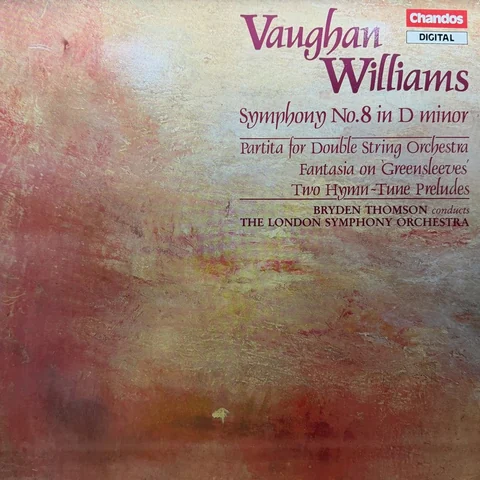 Chandos
DIGITAL
Vaughan
Williams
Symphony No.8 in D minor
Partita for Double String Orchestra
Fantasia on 'Greensleeves'
Two Hymn-Tune Preludes
BRYDEN THOMSON conducts
THE LONDON SYMPHONY ORCHESTRA